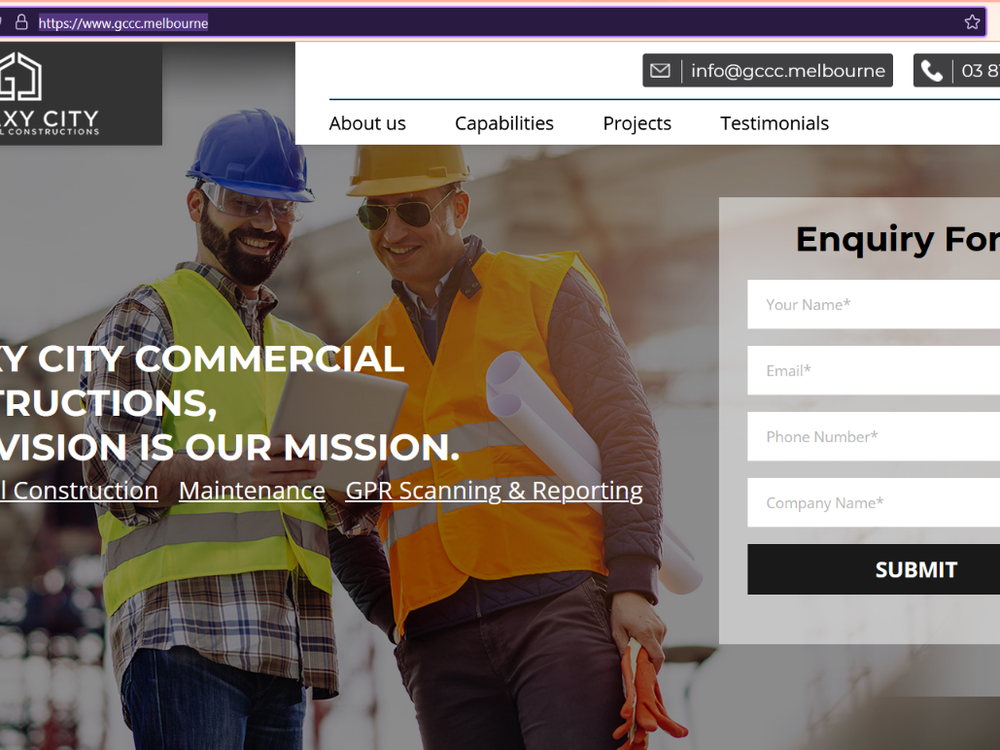 https://www.gccc.melbourne
info@gccc.melbourne
03 8
XY CITY
L CONSTRUCTIONS
About us Capabilities Projects Testimonials
Enquiry For
Your Name*
Email*
Phone Number*
Company Name*
SUBMIT
XY CITY COMMERCIAL
TRUCTIONS,
VISION IS OUR MISSION.
l Construction Maintenance GPR Scanning & Reporting